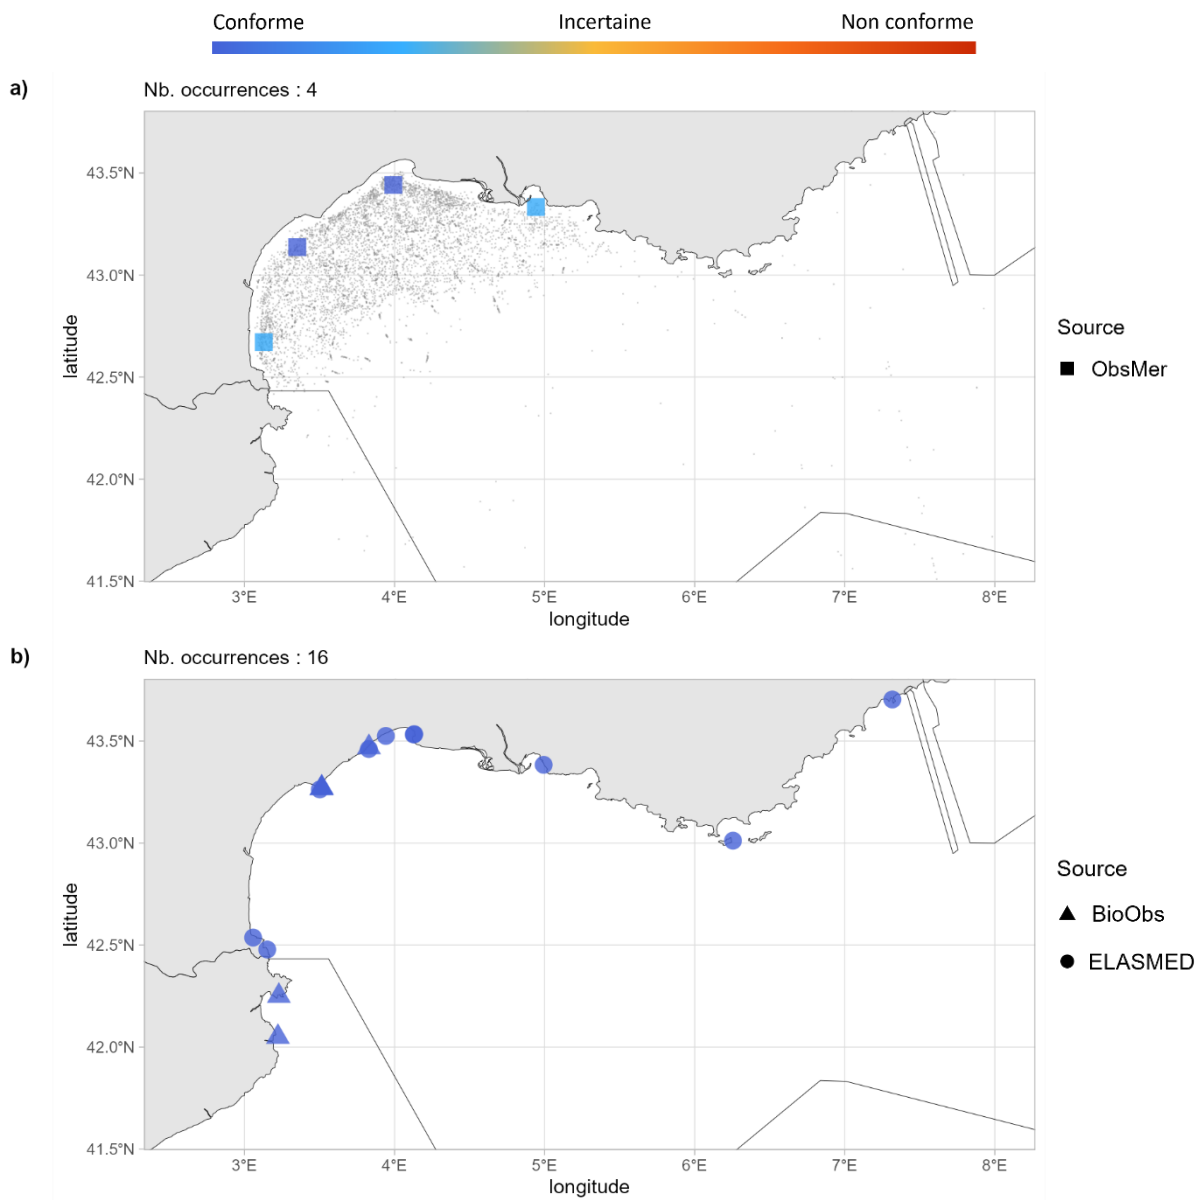 Conforme Incertaine Non conforme
a)
Nb. occurrences : 4
43.5°N
43.0°N
42.5°N
42.0°N
41.5°N
latitude
3°E 4°E 5°E 6°E 7°E 8°E
longitude
Source
ObsMer
b)
Nb. occurrences : 16
43.5°N
43.0°N
42.5°N
42.0°N
41.5°N
latitude
3°E 4°E 5°E 6°E 7°E 8°E
longitude
Source
BioObs
ELASMED